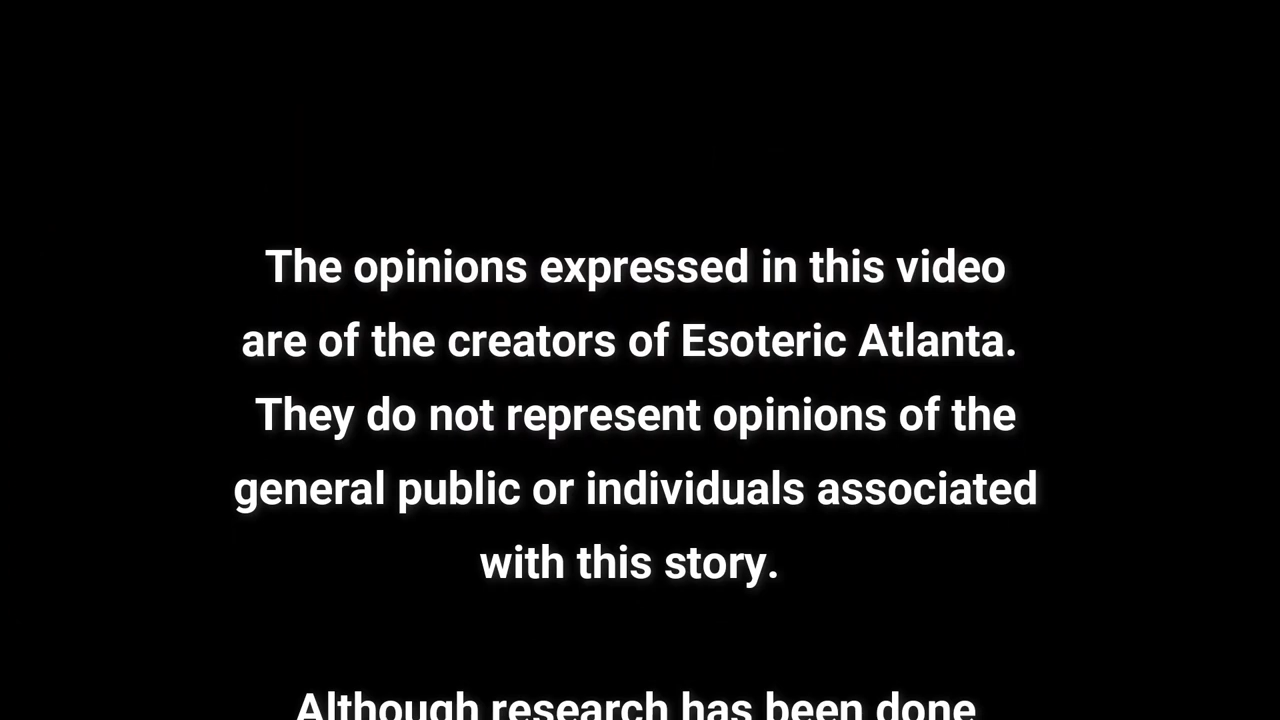 The opinions expressed in this video
are of the creators of Esoteric Atlanta.
They do not represent opinions of the
general public or individuals associated
with this story.
Although research has been done